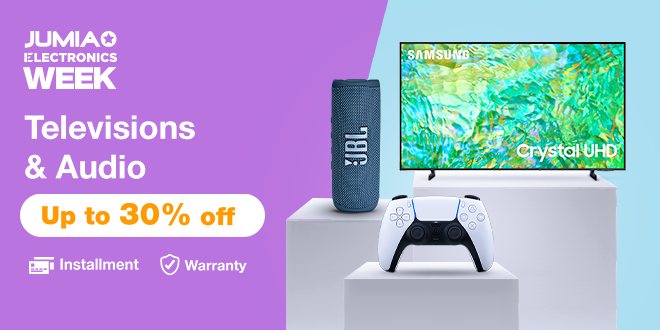 JUMIA
ELECTRONICS
WEEK
Televisions
& Audio
Up to 30% off
Installment
Warranty
JBL
SAMSUNG
Crystal UHD